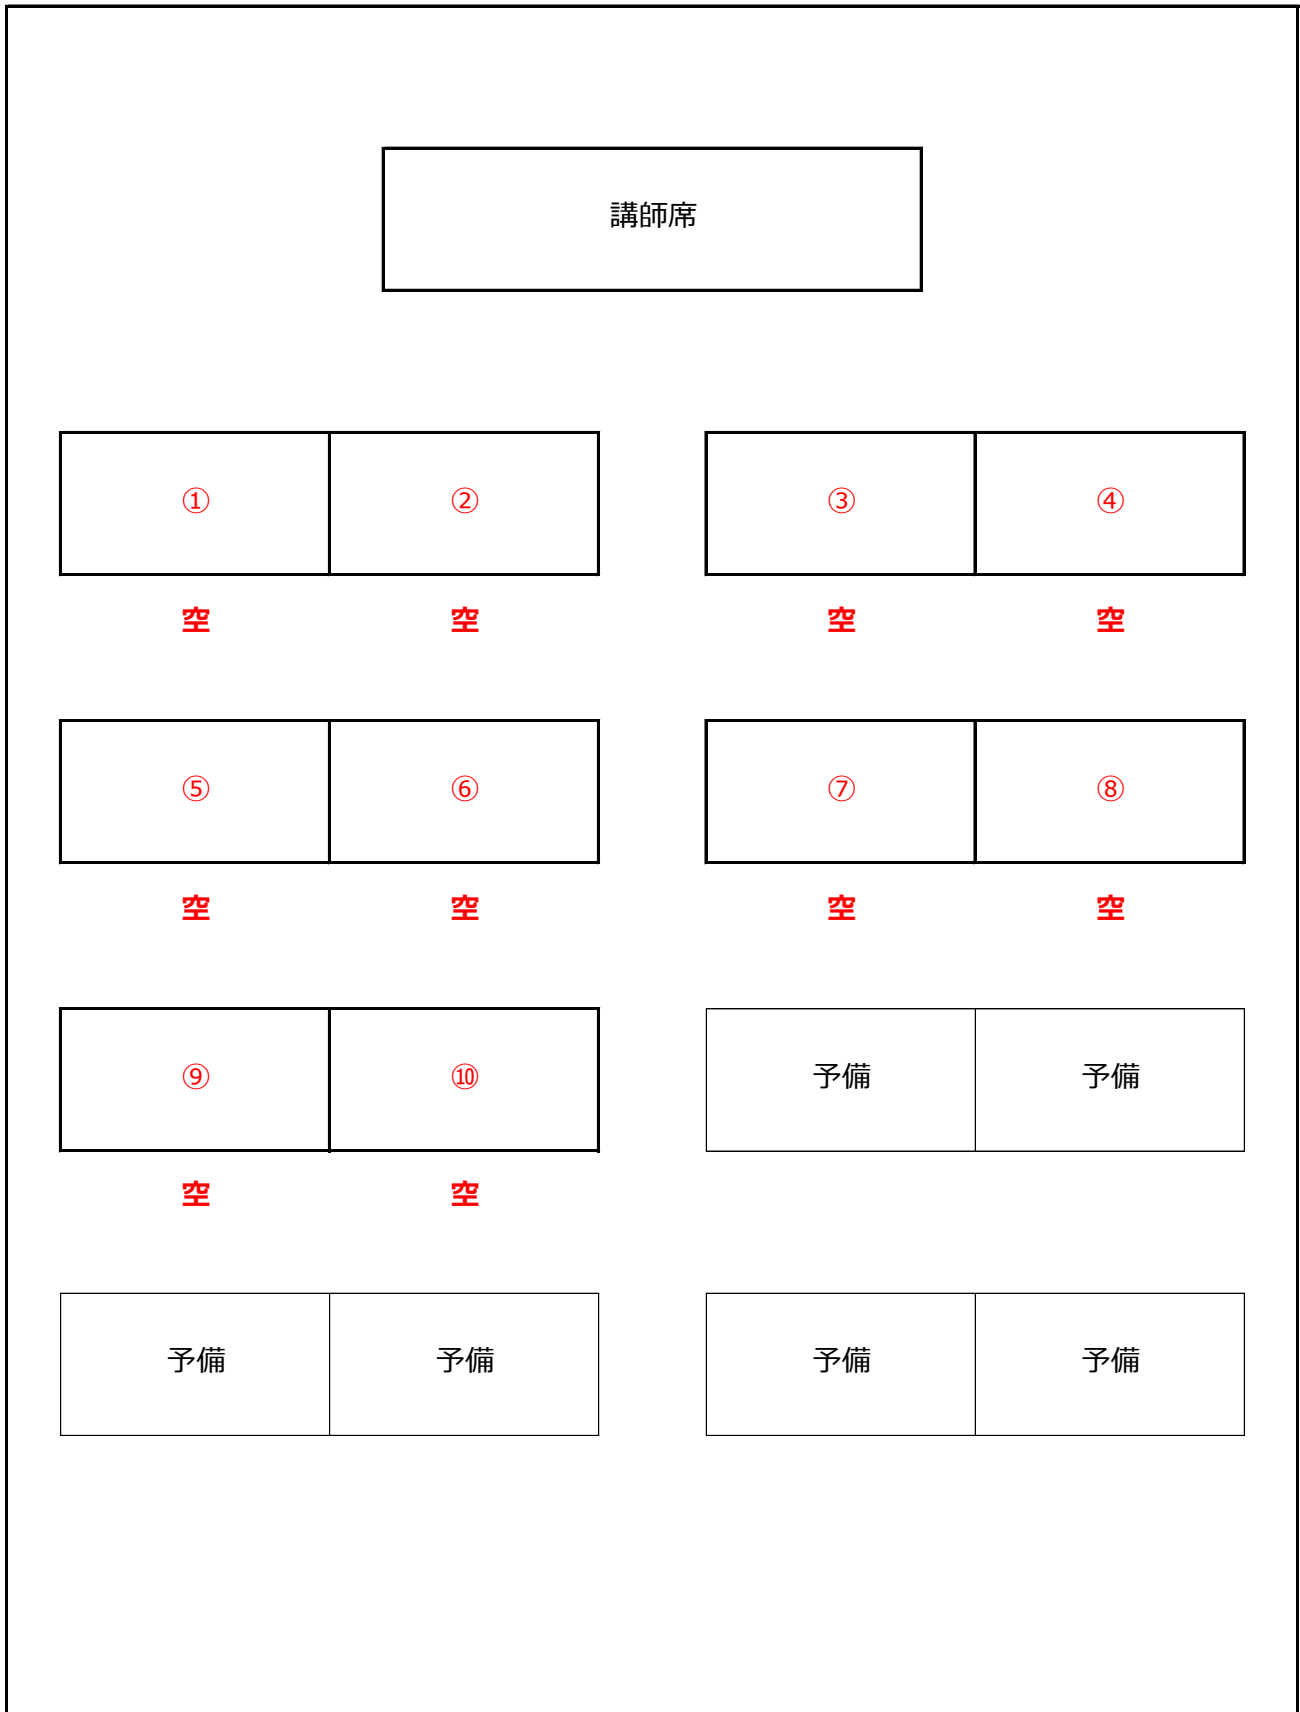 講師席
① ② ③ ④
空 空 空 空
⑤ ⑥ ⑦ ⑧
空 空 空 空
⑨ ⑩ 予備 予備
空 空
予備 予備 予備 予備